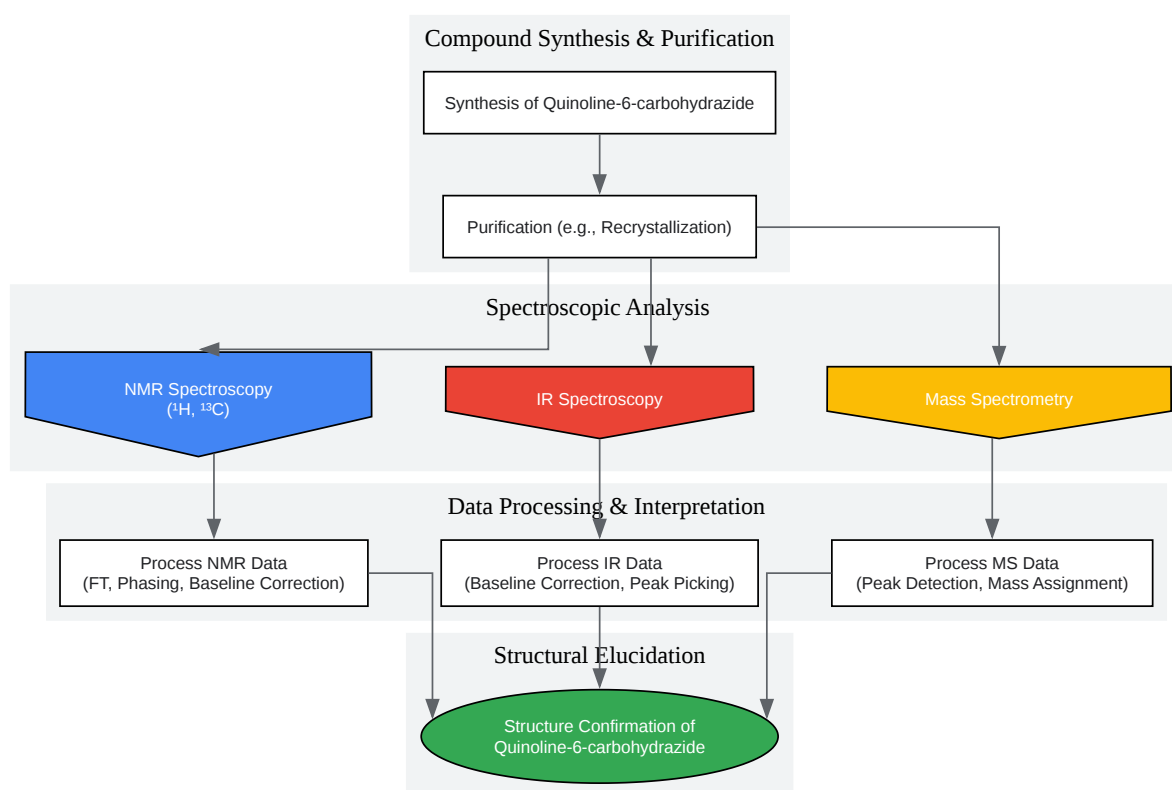 Compound Synthesis & Purification
Synthesis of Quinoline-6-carbohydrazide
Purification (e.g., Recrystallization)
Spectroscopic Analysis
NMR Spectroscopy
(¹H, ¹³C)
IR Spectroscopy
Mass Spectrometry
Data Processing & Interpretation
Process NMR Data
(FT, Phasing, Baseline Correction)
Process IR Data
(Baseline Correction, Peak Picking)
Process MS Data
(Peak Detection, Mass Assignment)
Structural Elucidation
Structure Confirmation of
Quinoline-6-carbohydrazide